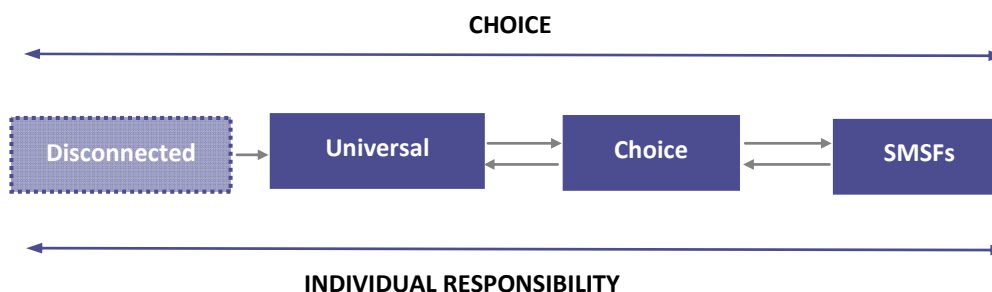 CHOICE
Disconnected
Universal
Choice
SMSFs
INDIVIDUAL RESPONSIBILITY